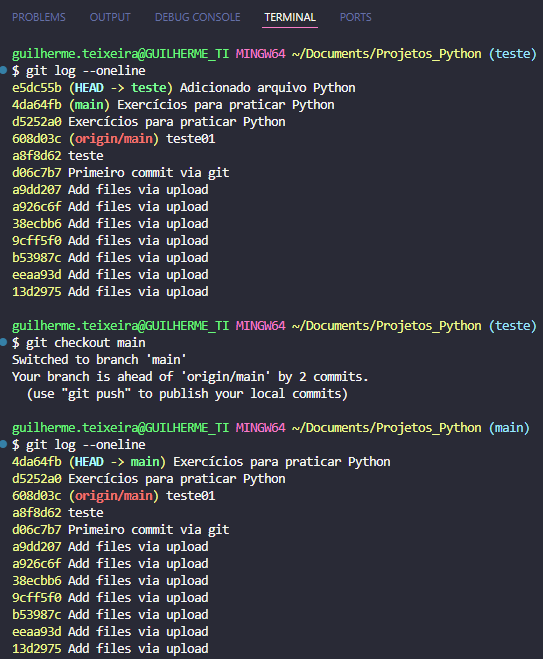 PROBLEMS OUTPUT DEBUG CONSOLE TERMINAL PORTS
guilherme.teixeira@GUILHERME_TI MINGW64 ~/Documents/Projetos_Python (teste)
$ git log --oneline
e5dc55b (HEAD -> teste) Adicionado arquivo Python
4da64fb (main) Exercícios para praticar Python
d5252a0 Exercícios para praticar Python
608d03c (origin/main) teste01
a8f8d62 teste
d06c7b7 Primeiro commit via git
a9dd207 Add files via upload
a926c6f Add files via upload
38ecbb6 Add files via upload
9cff5f0 Add files via upload
b53987c Add files via upload
eeaa93d Add files via upload
13d2975 Add files via upload
guilherme.teixeira@GUILHERME_TI MINGW64 ~/Documents/Projetos_Python (teste)
$ git checkout main
Switched to branch 'main'
Your branch is ahead of 'origin/main' by 2 commits.
(use "git push" to publish your local commits)
guilherme.teixeira@GUILHERME_TI MINGW64 ~/Documents/Projetos_Python (main)
$ git log --oneline
4da64fb (HEAD -> main) Exercícios para praticar Python
d5252a0 Exercícios para praticar Python
608d03c (origin/main) teste01
a8f8d62 teste
d06c7b7 Primeiro commit via git
a9dd207 Add files via upload
a926c6f Add files via upload
38ecbb6 Add files via upload
9cff5f0 Add files via upload
b53987c Add files via upload
eeaa93d Add files via upload
13d2975 Add files via upload